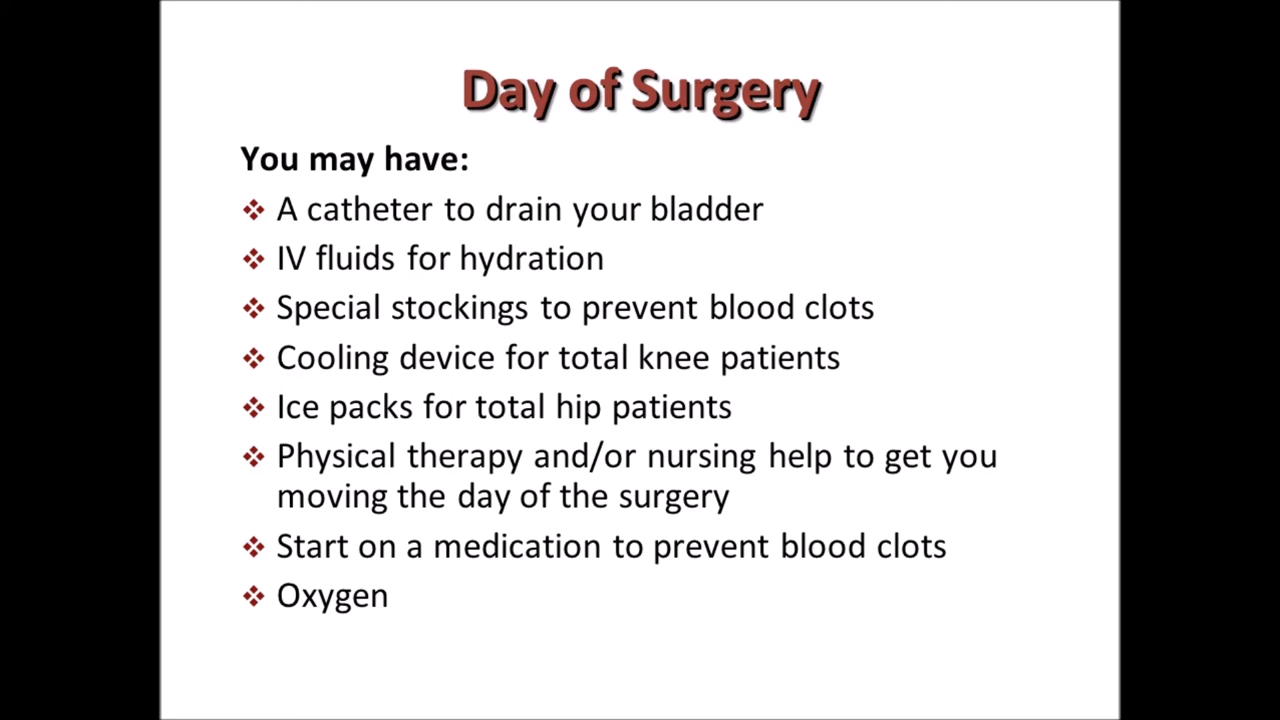 Day of Surgery
You may have:
❖ A catheter to drain your bladder
❖ IV fluids for hydration
❖ Special stockings to prevent blood clots
❖ Cooling device for total knee patients
❖ Ice packs for total hip patients
❖ Physical therapy and/or nursing help to get you
moving the day of the surgery
❖ Start on a medication to prevent blood clots
❖ Oxygen